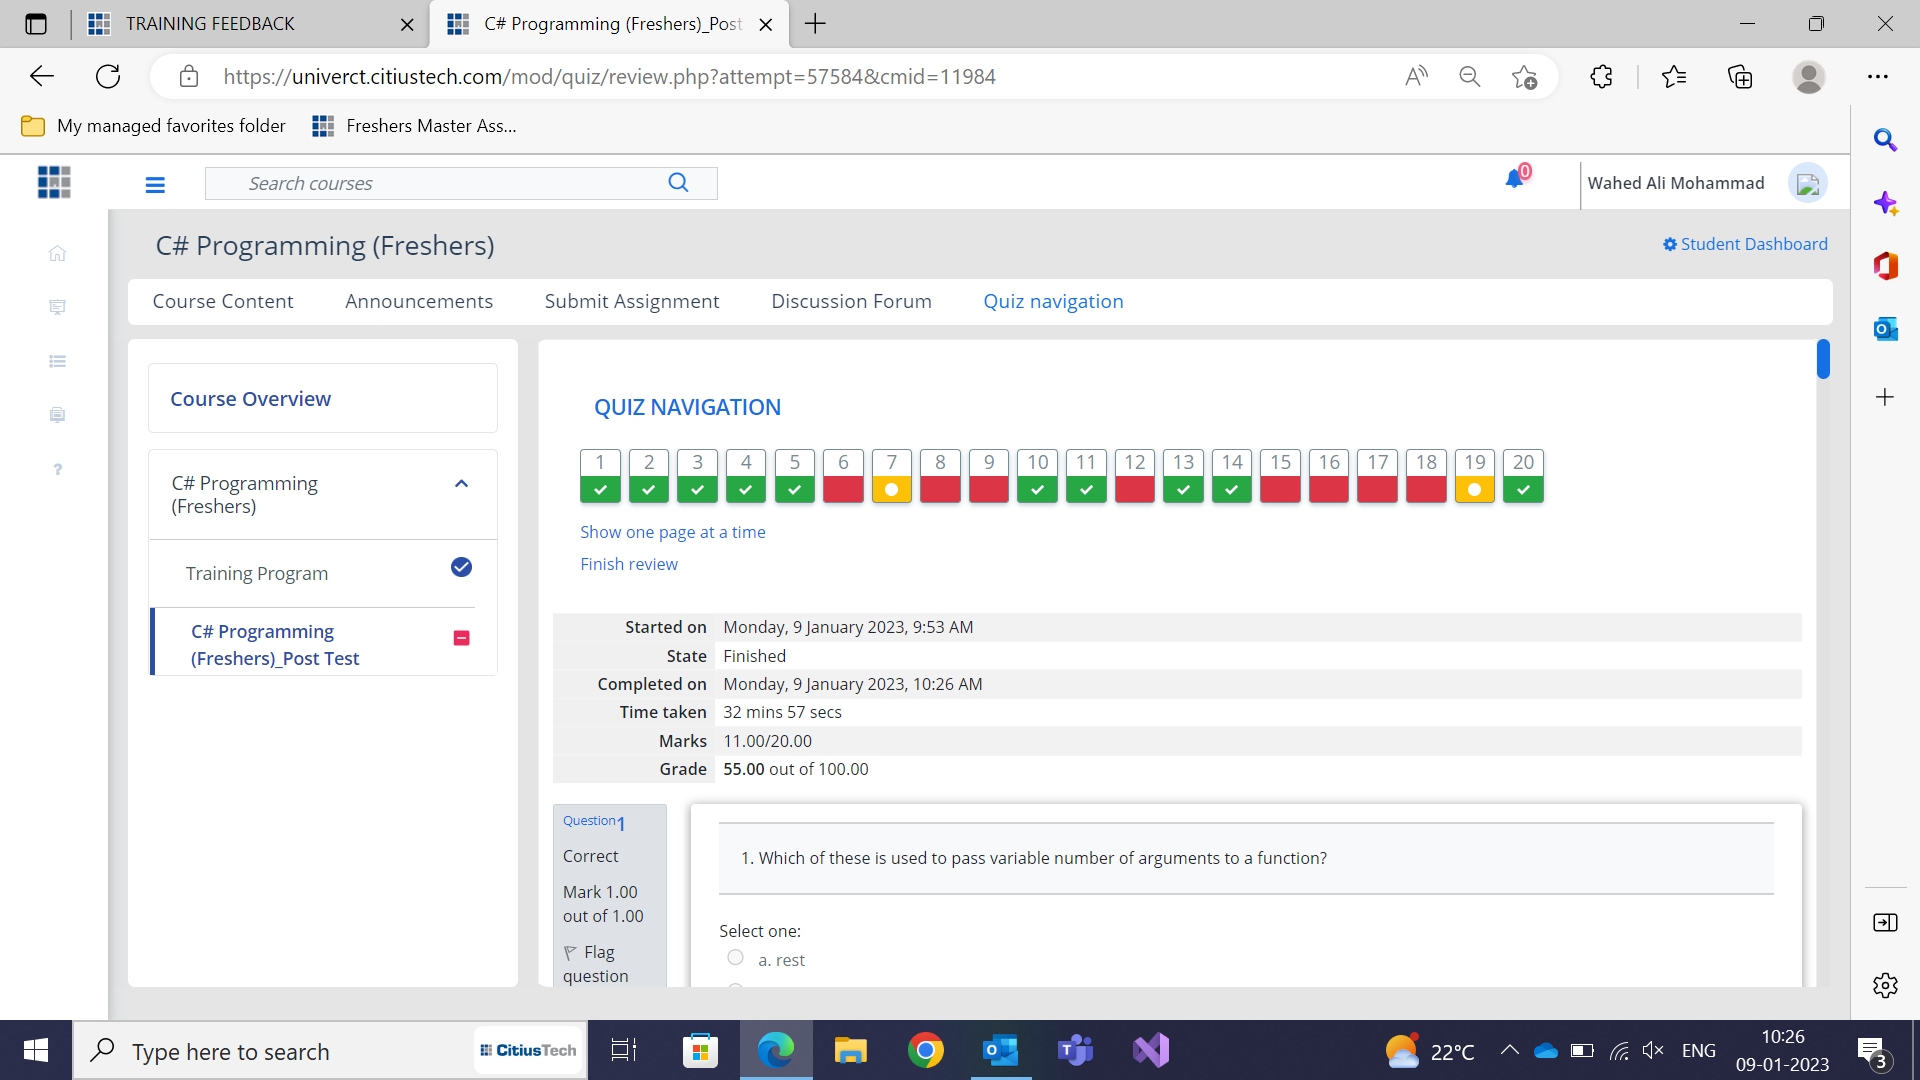 TRAINING FEEDBACK
C# Programming (Freshers)_Post
https://univerct.citiustech.com/mod/quiz/review.php?attempt=57584&cmid=11984
My managed favorites folder
Freshers Master Ass...
Search courses
0
Wahed Ali Mohammad
C# Programming (Freshers)
Student Dashboard
Course Content
Announcements
Submit Assignment
Discussion Forum
Quiz navigation
Course Overview
C# Programming
(Freshers)
Training Program
C# Programming
(Freshers)_Post Test
QUIZ NAVIGATION
1 2 3 4 5 6 7 8 9 10 11 12 13 14 15 16 17 18 19 20
Show one page at a time
Finish review
Started on Monday, 9 January 2023, 9:53 AM
State Finished
Completed on Monday, 9 January 2023, 10:26 AM
Time taken 32 mins 57 secs
Marks 11.00/20.00
Grade 55.00 out of 100.00
Question 1
Correct
Mark 1.00
out of 1.00
Flag
question
1. Which of these is used to pass variable number of arguments to a function?
Select one:
a. rest
Type here to search
CitiusTech
22°C
ENG
10:26
09-01-2023
3